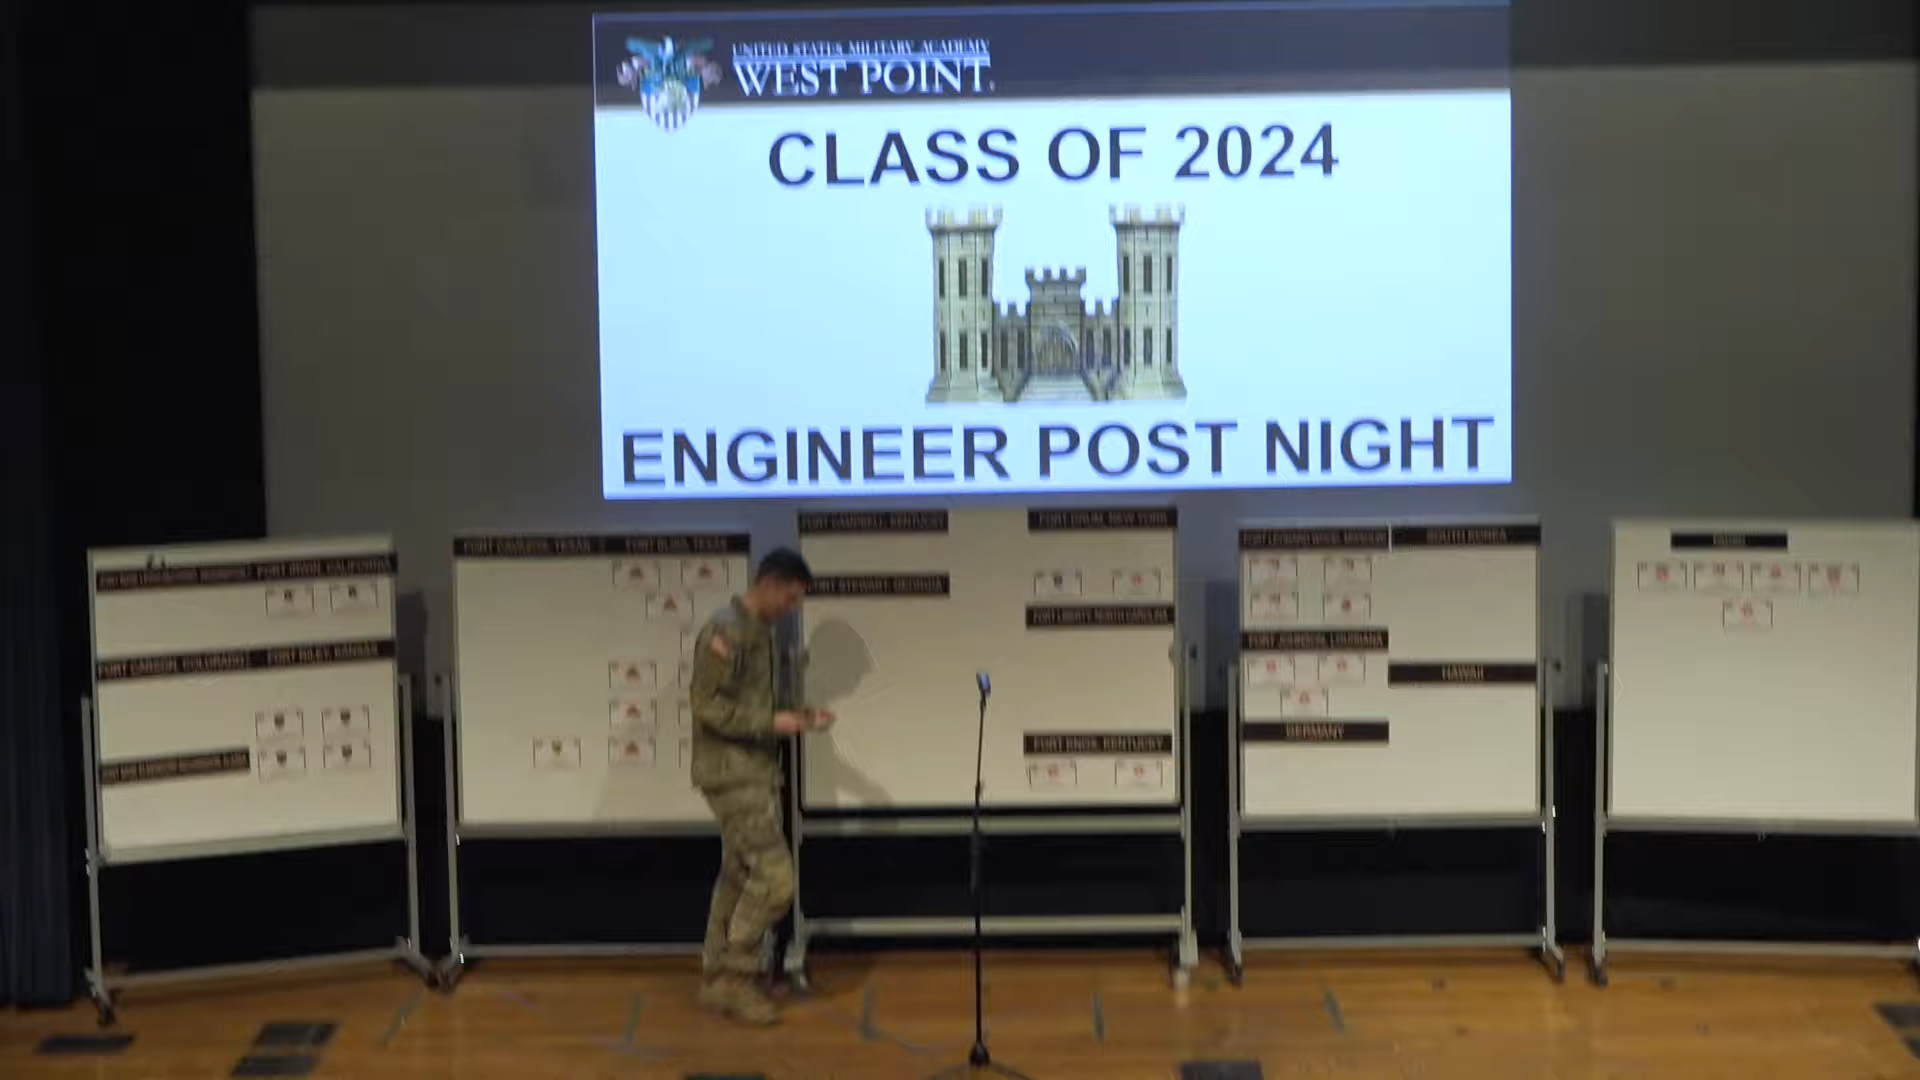 UNITED STATES MILITARY ACADEMY
WEST POINT.
CLASS OF 2024
ENGINEER POST NIGHT
FORT IRWIN, CALIFORNIA
FORT CARSON, COLORADO
FORT RILEY, KANSAS
FORT CAVAZOS, TEXAS
FORT BLISS, TEXAS
FORT CAMPBELL, KENTUCKY
FORT STEWART, GEORGIA
FORT DRUM, NEW YORK
FORT LIBERTY, NORTH CAROLINA
FORT KNOX, KENTUCKY
FORT LEONARD WOOD, MISSOURI
FORT JOHNSON, LOUISIANA
GERMANY
SOUTH KOREA
HAWAII